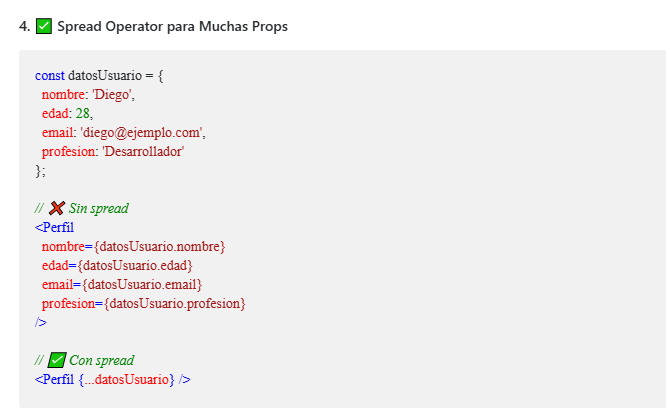 4. ✅ Spread Operator para Muchas Props
const datosUsuario = {
  nombre: 'Diego',
  edad: 28,
  email: 'diego@ejemplo.com',
  profesion: 'Desarrollador'
};

// ❌ Sin spread
<Perfil
  nombre={datosUsuario.nombre}
  edad={datosUsuario.edad}
  email={datosUsuario.email}
  profesion={datosUsuario.profesion}
/>

// ✅ Con spread
<Perfil {...datosUsuario} />